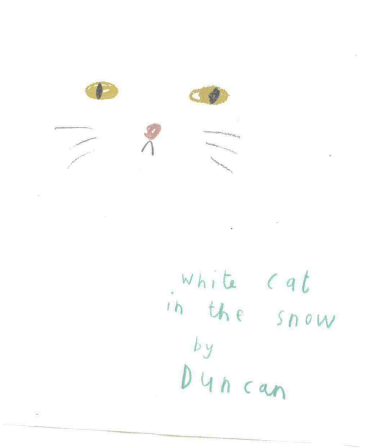 white cat
in the snow
by
Duncan